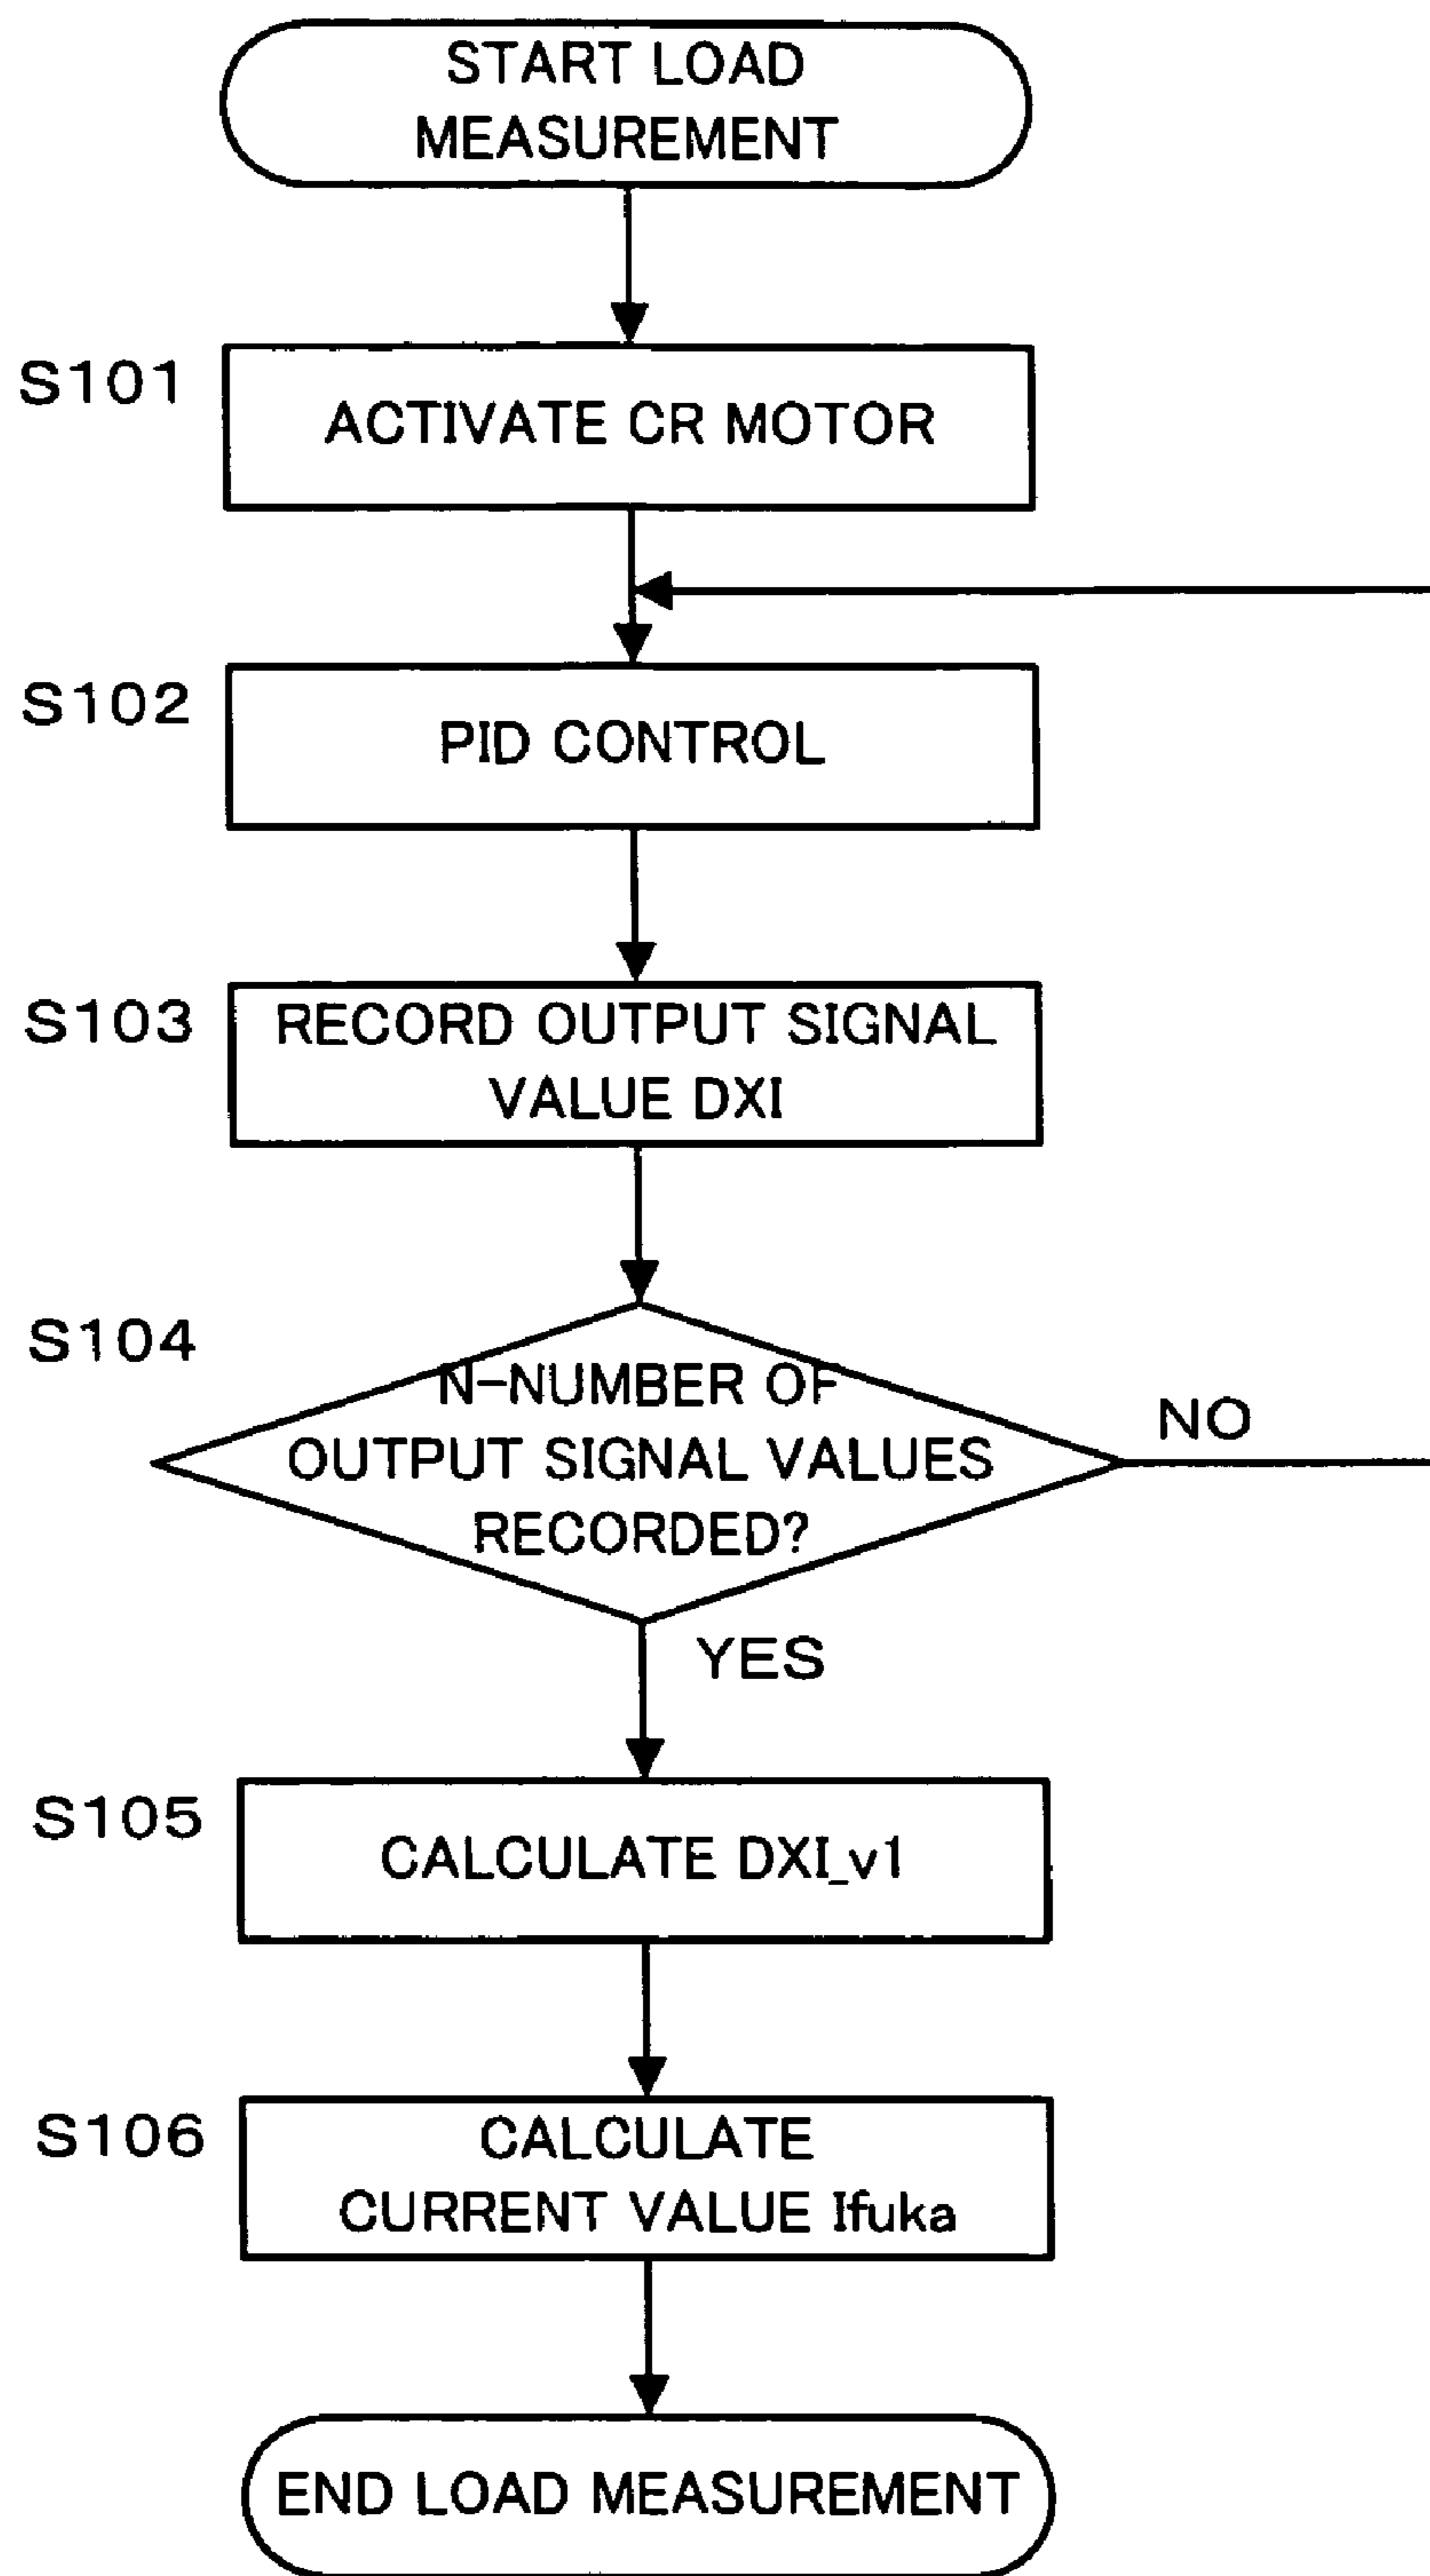 START LOAD
MEASUREMENT
S101
ACTIVATE CR MOTOR
S102
PID CONTROL
S103
RECORD OUTPUT SIGNAL
VALUE DXI
S104
N-NUMBER OF
OUTPUT SIGNAL VALUES
RECORDED?
NO
YES
S105
CALCULATE DXI_v1
S106
CALCULATE
CURRENT VALUE Ifuka
END LOAD MEASUREMENT